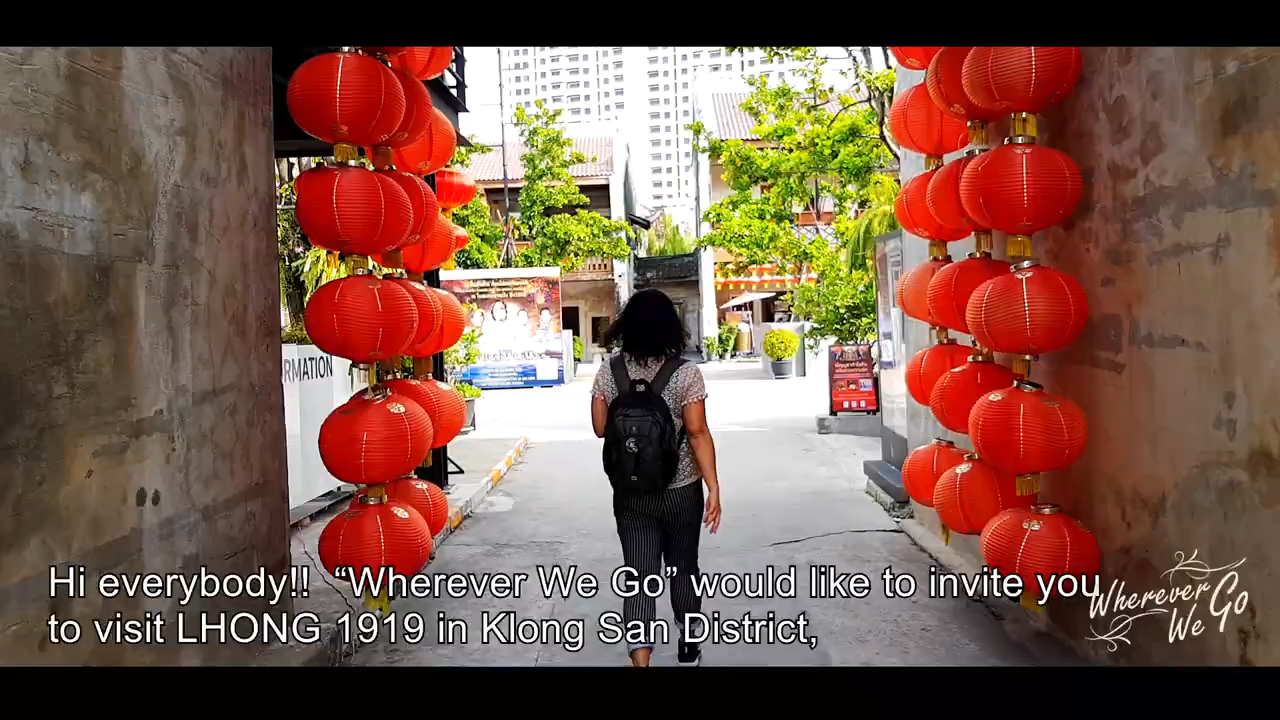 RMATION
Hi everybody!! “Wherever We Go” would like to invite you
to visit LHONG 1919 in Klong San District,
Wherever
We Go